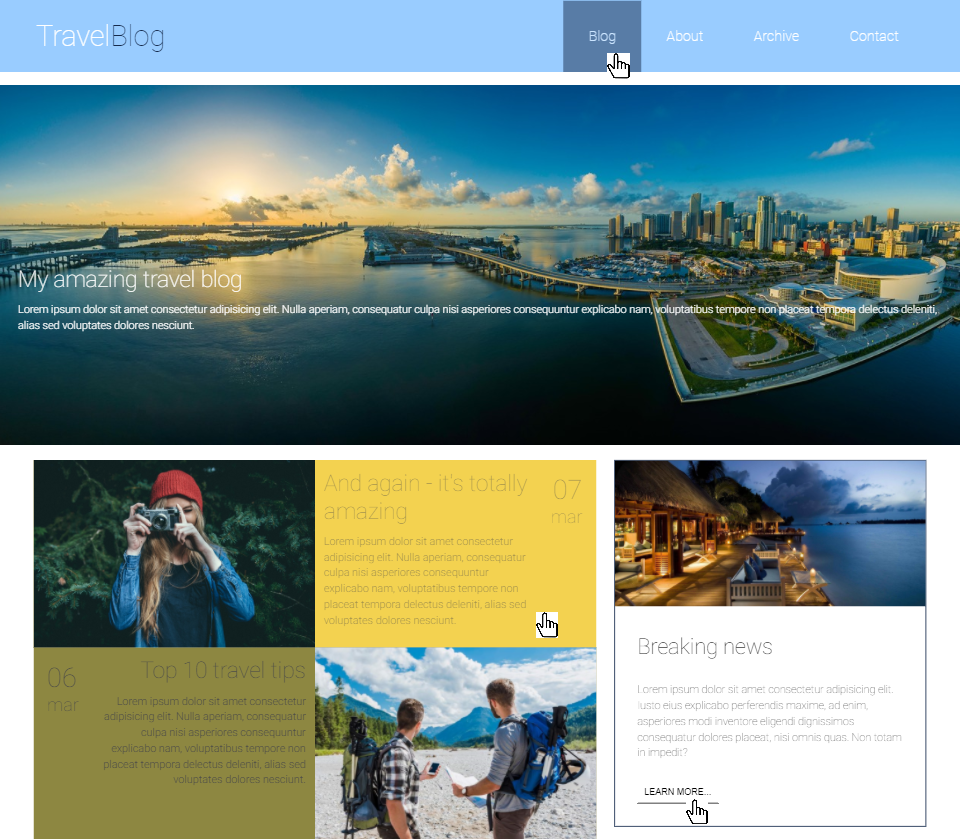 TravelBlog
Blog About Archive Contact
My amazing travel blog
Lorem ipsum dolor sit amet consectetur adipisicing elit. Nulla aperiam, consequatur culpa nisi asperiores consequuntur explicabo nam, voluptatibus tempore non placeat tempora delectus deleniti,
alias sed voluptates dolores nesciunt.
And again - it's totally
amazing
07
mar
Lorem ipsum dolor sit amet consectetur
adipisicing elit. Nulla aperiam, consequatur
culpa nisi asperiores consequuntur
explicabo nam, voluptatibus tempore non
placeat tempora delectus deleniti, alias sed
voluptates dolores nesciunt.
06
mar
Top 10 travel tips
Lorem ipsum dolor sit amet consectetur
adipisicing elit. Nulla aperiam, consequatur
culpa nisi asperiores consequuntur
explicabo nam, voluptatibus tempore non
placeat tempora delectus deleniti, alias sed
voluptates dolores nesciunt.
Breaking news
Lorem ipsum dolor sit amet consectetur adipisicing elit.
Iusto eius explicabo perferendis maxime, ad enim,
asperiores modi inventore eligendi dignissimos
consequatur dolores placeat, nisi omnis quas. Non totam
in impedit?
LEARN MORE...